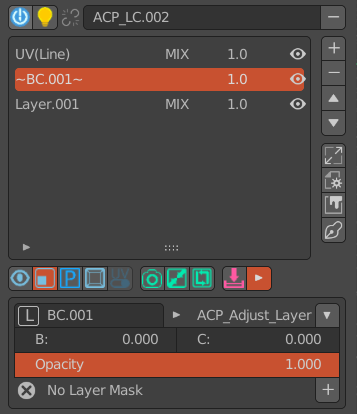 ACP_LC.002
UV(Line) MIX 1.0
~BC.001~ 1.0
Layer.001 MIX 1.0
P UV
L BC.001 ACP_Adjust_Layer
B: 0.000 C: 0.000
Opacity 1.000
No Layer Mask